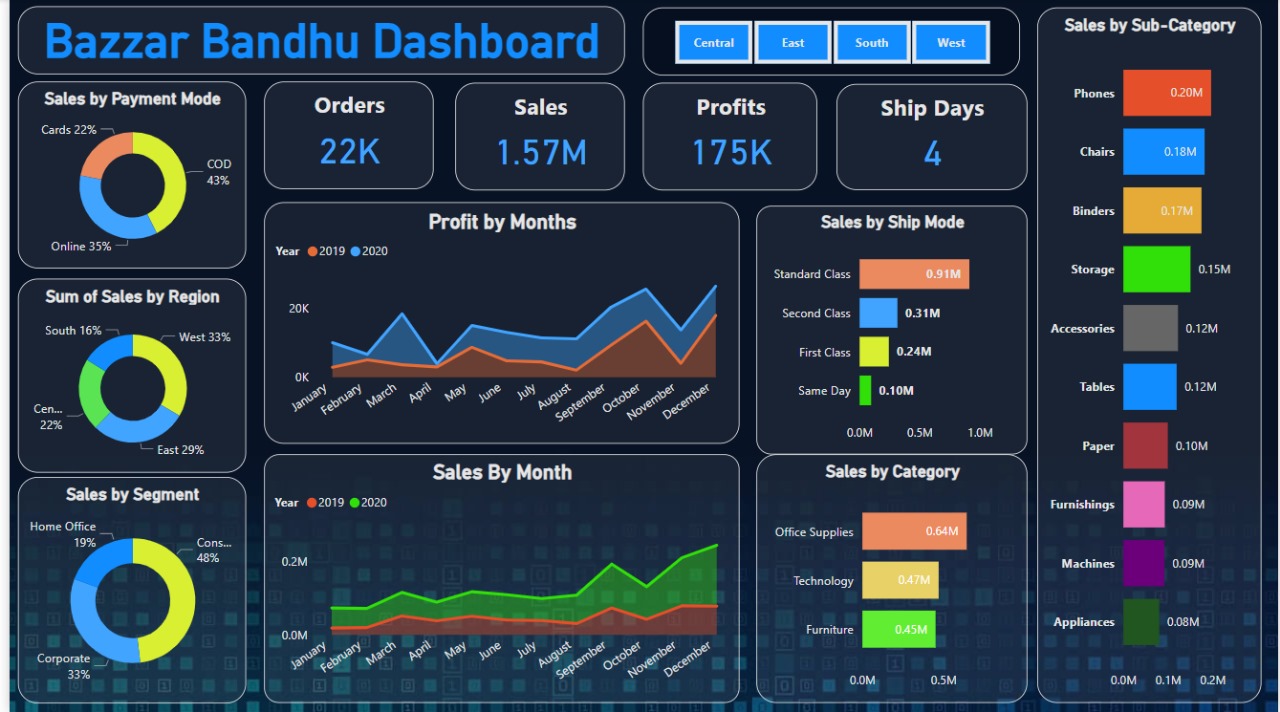 Bazzar Bandhu Dashboard
Central
East
South
West
Sales by Payment Mode
Cards 22%
COD
43%
Online 35%
Orders
22K
Sales
1.57M
Profits
175K
Ship Days
4
Sum of Sales by Region
South 16%
West 33%
Cen...
22%
East 29%
Profit by Months
Year 2019 2020
20K
0K
January
February
March
April
May
June
July
August
September
October
November
December
Sales by Ship Mode
Standard Class 0.91M
Second Class 0.31M
First Class 0.24M
Same Day 0.10M
0.0M 0.5M 1.0M
Sales by Segment
Home Office
19%
Cons...
48%
Corporate
33%
Sales By Month
Year 2019 2020
0.2M
0.0M
January
February
March
April
May
June
July
August
September
October
November
December
Sales by Category
Office Supplies 0.64M
Technology 0.47M
Furniture 0.45M
0.0M 0.5M
Sales by Sub-Category
Phones 0.20M
Chairs 0.18M
Binders 0.17M
Storage 0.15M
Accessories 0.12M
Tables 0.12M
Paper 0.10M
Furnishings 0.09M
Machines 0.09M
Appliances 0.08M
0.0M 0.1M 0.2M